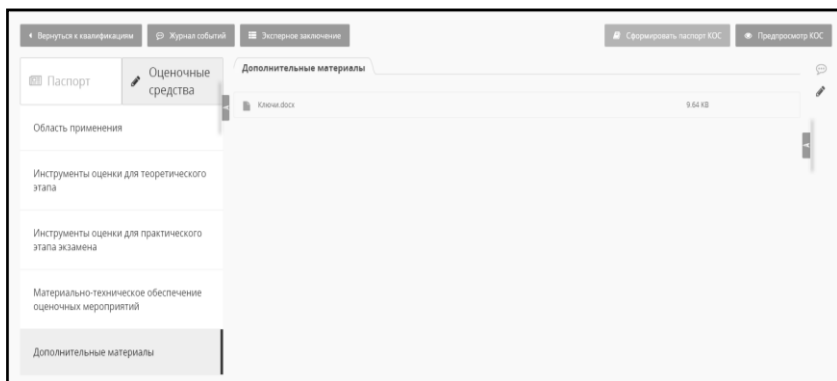 Вернуться к квалификациям
Журнал событий
Эксперное заключение
Сформировать паспорт КОС
Предпросмотр КОС
Паспорт
Оценочные
средства
Дополнительные материалы
Ключи.docx
9.64 KB
Область применения
Инструменты оценки для теоретического
этапа
Инструменты оценки для практического
этапа экзамена
Материально-техническое обеспечение
оценочных мероприятий
Дополнительные материалы